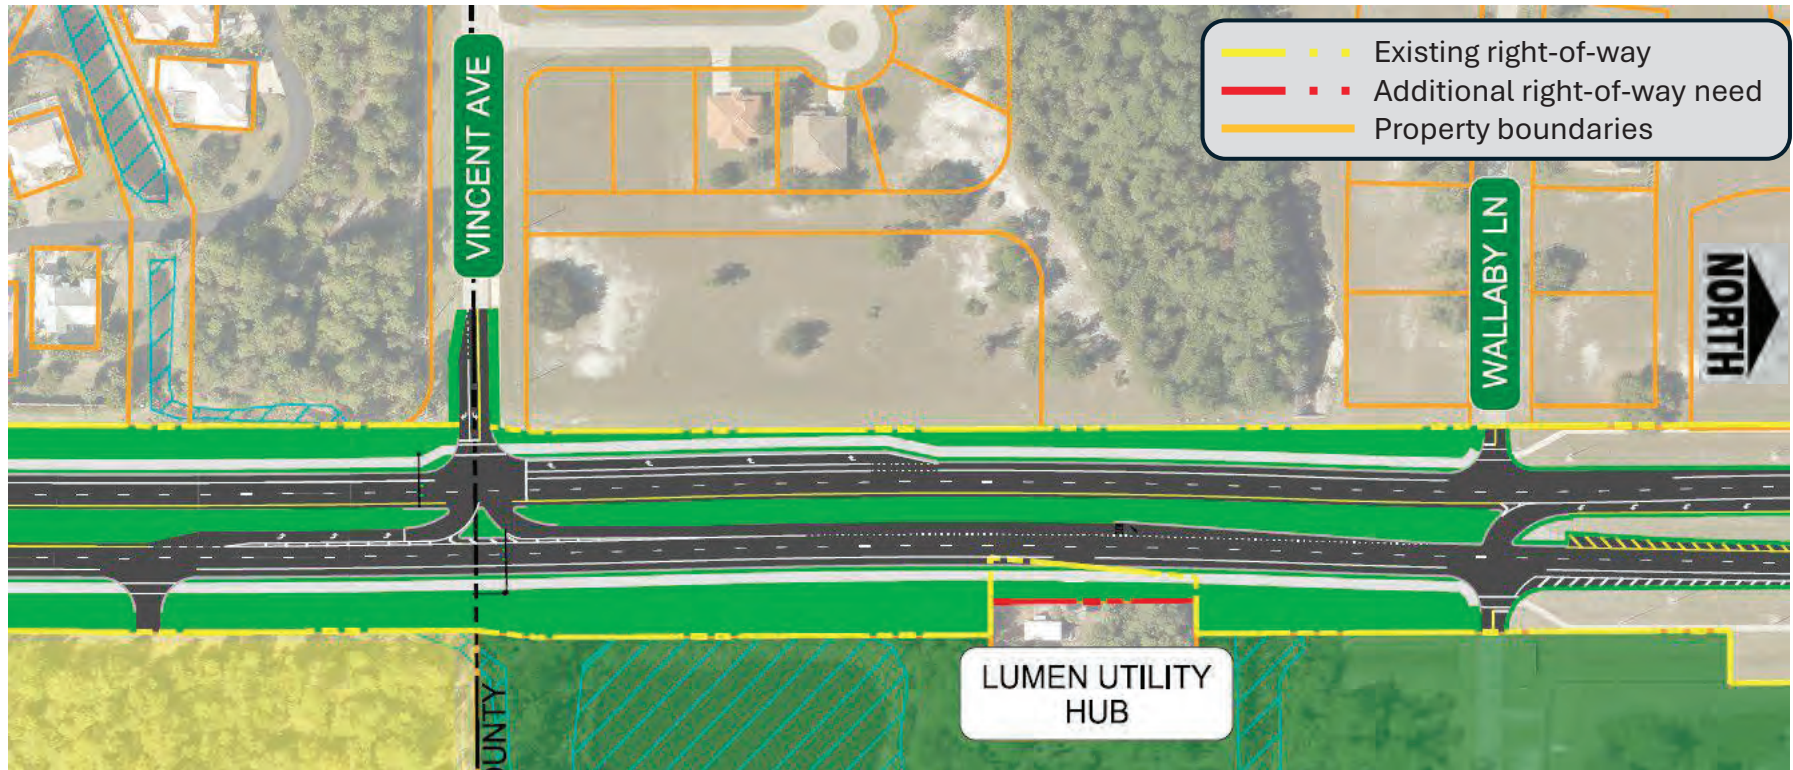 VINCENT AVE
Existing right-of-way
Additional right-of-way need
Property boundaries
WALLABY LN
NORTH
LUMEN UTILITY
HUB
OUNTY